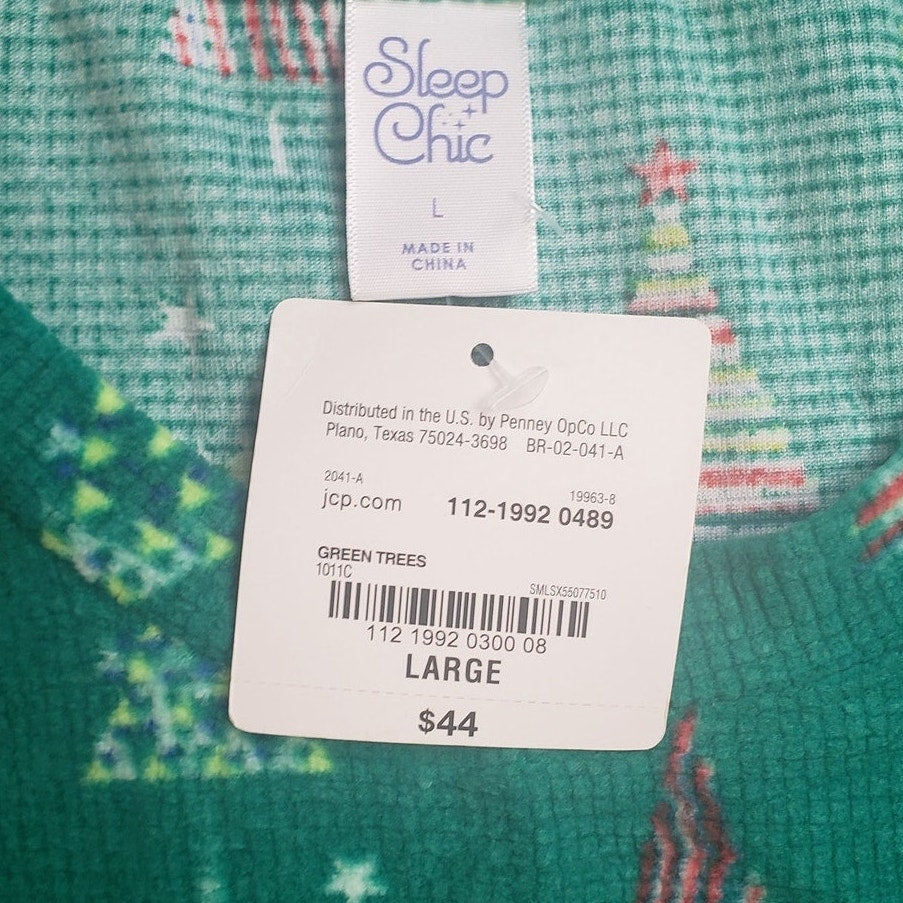 Sleep
Chic
L
MADE IN
CHINA
Distributed in the U.S. by Penney OpCo LLC
Plano, Texas 75024-3698 BR-02-041-A
2041-A
19963-8
jcp.com 112-1992 0489
GREEN TREES
1011C
SMLSX55077510
112 1992 0300 08
LARGE
$44